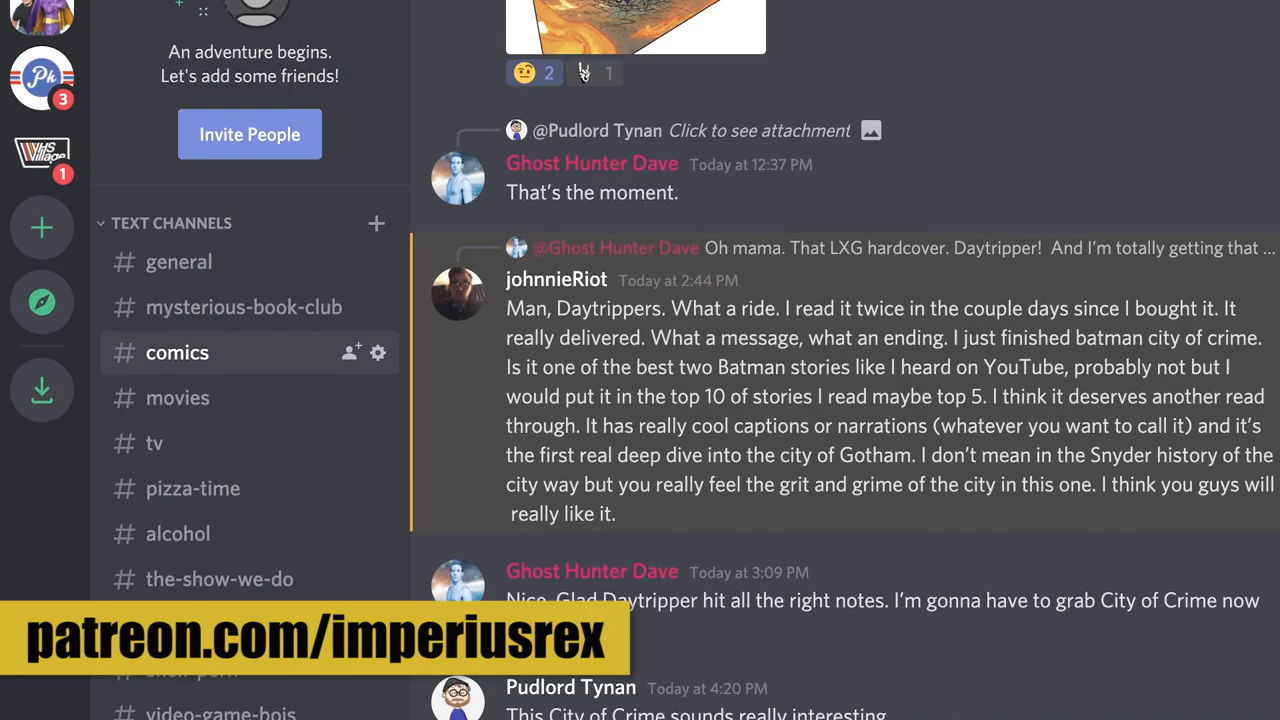 An adventure begins.
Let's add some friends!
Invite People
Pk
3
VHS
Village
1
TEXT CHANNELS
# general
# mysterious-book-club
# comics
# movies
# tv
# pizza-time
# alcohol
# the-show-we-do
# video-game-bois
2
1
@Pudlord Tynan Click to see attachment
Ghost Hunter Dave Today at 12:37 PM
That's the moment.
@Ghost Hunter Dave Oh mama. That LXG hardcover. Daytripper! And I'm totally getting that ...
johnnieRiot Today at 2:44 PM
Man, Daytrippers. What a ride. I read it twice in the couple days since I bought it. It
really delivered. What a message, what an ending. I just finished batman city of crime.
Is it one of the best two Batman stories like I heard on YouTube, probably not but I
would put it in the top 10 of stories I read maybe top 5. I think it deserves another read
through. It has really cool captions or narrations (whatever you want to call it) and it's
the first real deep dive into the city of Gotham. I don't mean in the Snyder history of the
city way but you really feel the grit and grime of the city in this one. I think you guys will
really like it.
Ghost Hunter Dave Today at 3:09 PM
Nice. Glad Daytripper hit all the right notes. I'm gonna have to grab City of Crime now
Pudlord Tynan Today at 4:20 PM
This City of Crime sounds really interesting
patreon.com/imperiusrex